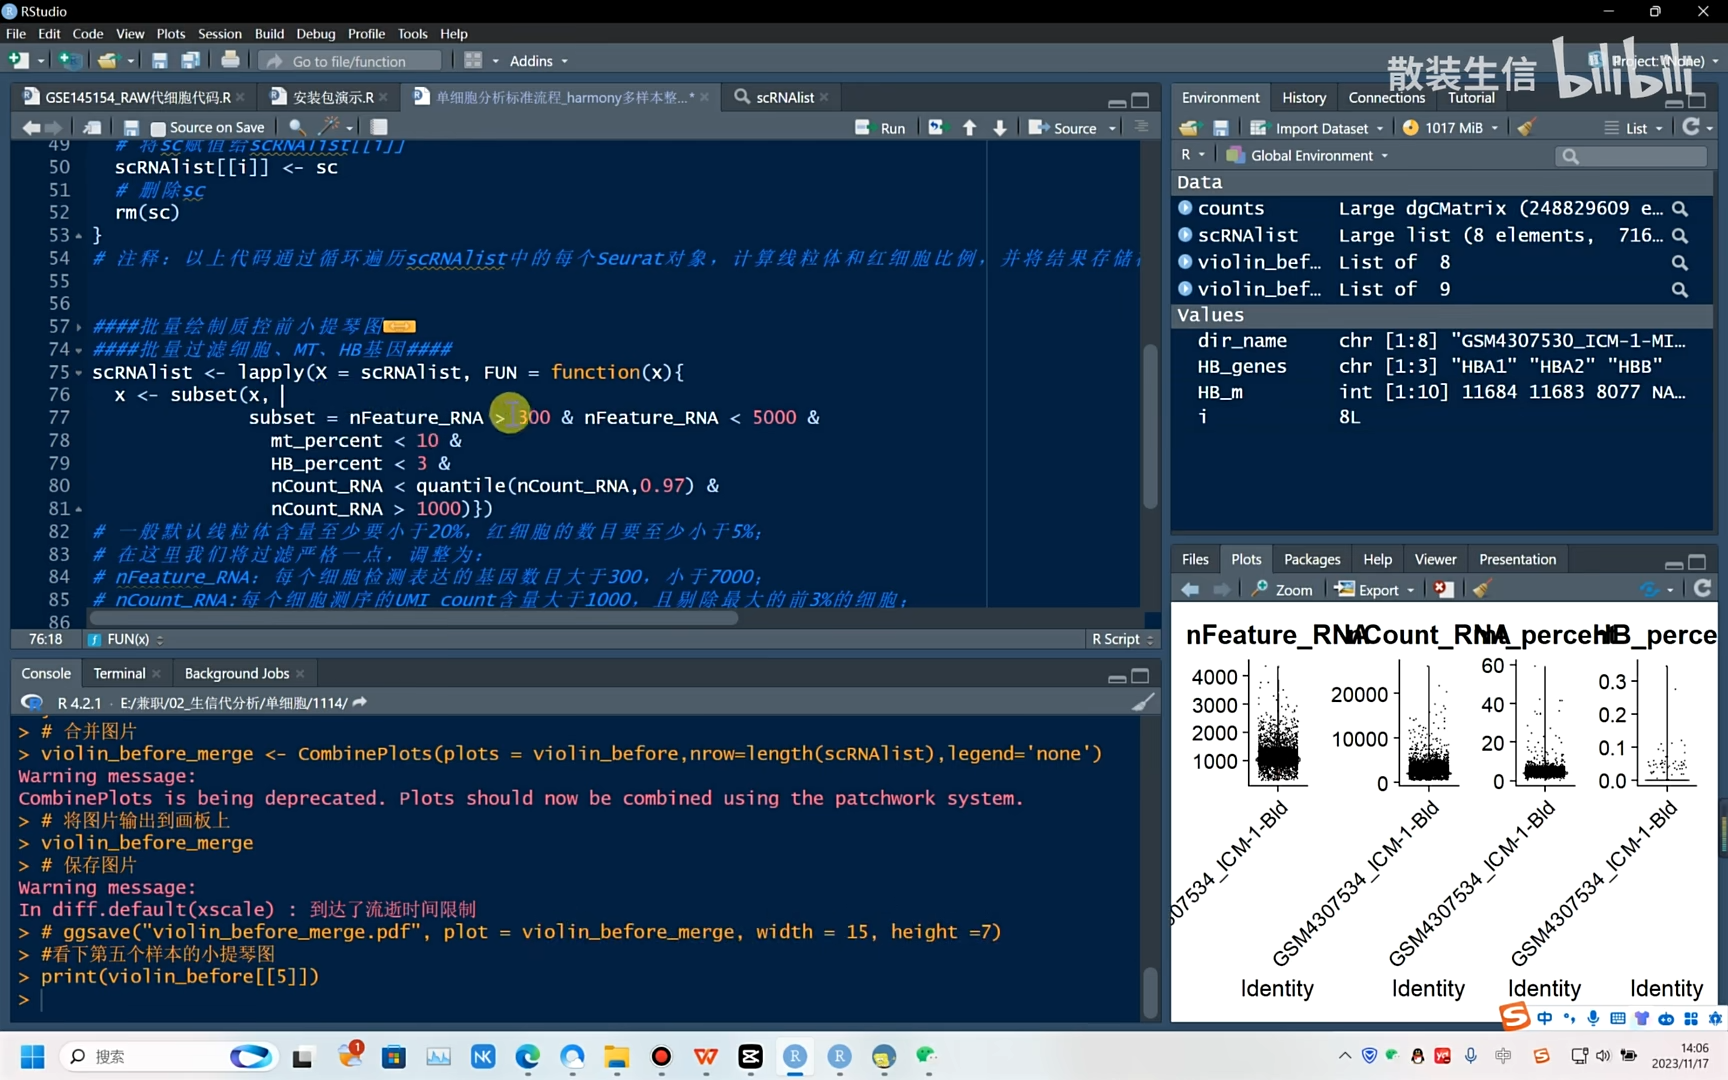 RStudio
File Edit Code View Plots Session Build Debug Profile Tools Help
Go to file/function Addins
Project: (None)
散装生信 bilibili
GSE145154_RAW代细胞代码.R 安装包演示.R 单细胞分析标准流程_harmony多样本整...* scRNAlist
Source on Save Run Source
49 # 将sc赋值给scRNAlist[[i]]
50 scRNAlist[[i]] <- sc
51 # 删除sc
52 rm(sc)
53 }
54 # 注释: 以上代码通过循环遍历scRNAlist中的每个Seurat对象, 计算线粒体和红细胞比例, 并将结果存储
55
56
57 ####批量绘制质控前小提琴图
74 ####批量过滤细胞、MT、HB基因####
75 scRNAlist <- lapply(X = scRNAlist, FUN = function(x){
76 x <- subset(x,
77 subset = nFeature_RNA > 300 & nFeature_RNA < 5000 &
78 mt_percent < 10 &
79 HB_percent < 3 &
80 nCount_RNA < quantile(nCount_RNA,0.97) &
81 nCount_RNA > 1000)})
82 # 一般默认线粒体含量至少要小于20%, 红细胞的数目要至少小于5%;
83 # 在这里我们将过滤严格一点, 调整为:
84 # nFeature_RNA: 每个细胞检测表达的基因数目大于300, 小于7000;
85 # nCount_RNA:每个细胞测序的UMI count含量大于1000, 且剔除最大的前3%的细胞;
86
76:18 FUN(x) R Script
Console Terminal Background Jobs
R 4.2.1 · E:/兼职/02_生信代分析/单细胞/1114/
> # 合并图片
> violin_before_merge <- CombinePlots(plots = violin_before,nrow=length(scRNAlist),legend='none')
Warning message:
CombinePlots is being deprecated. Plots should now be combined using the patchwork system.
> # 将图片输出到画板上
> violin_before_merge
> # 保存图片
Warning message:
In diff.default(xscale) : 到达了流逝时间限制
> # ggsave("violin_before_merge.pdf", plot = violin_before_merge, width = 15, height =7)
> #看下第五个样本的小提琴图
> print(violin_before[[5]])
>
Environment History Connections Tutorial
Import Dataset 1017 MiB List
R Global Environment
Data
counts Large dgCMatrix (248829609 e…
scRNAlist Large list (8 elements, 716…
violin_bef… List of 8
violin_bef… List of 9
Values
dir_name chr [1:8] "GSM4307530_ICM-1-MI…
HB_genes chr [1:3] "HBA1" "HBA2" "HBB"
HB_m int [1:10] 11684 11683 8077 NA…
i 8L
Files Plots Packages Help Viewer Presentation
Zoom Export
nFeature_RNA nCount_RNA mt_percent HB_perce
4000 3000 2000 1000
20000 10000 0
60 40 20 0
0.3 0.2 0.1 0.0
07534_ICM-1-Bld GSM4307534_ICM-1-Bld GSM4307534_ICM-1-Bld GSM4307534_ICM-1-Bld
Identity Identity Identity Identity
中
搜索
1
14:06
2023/11/17